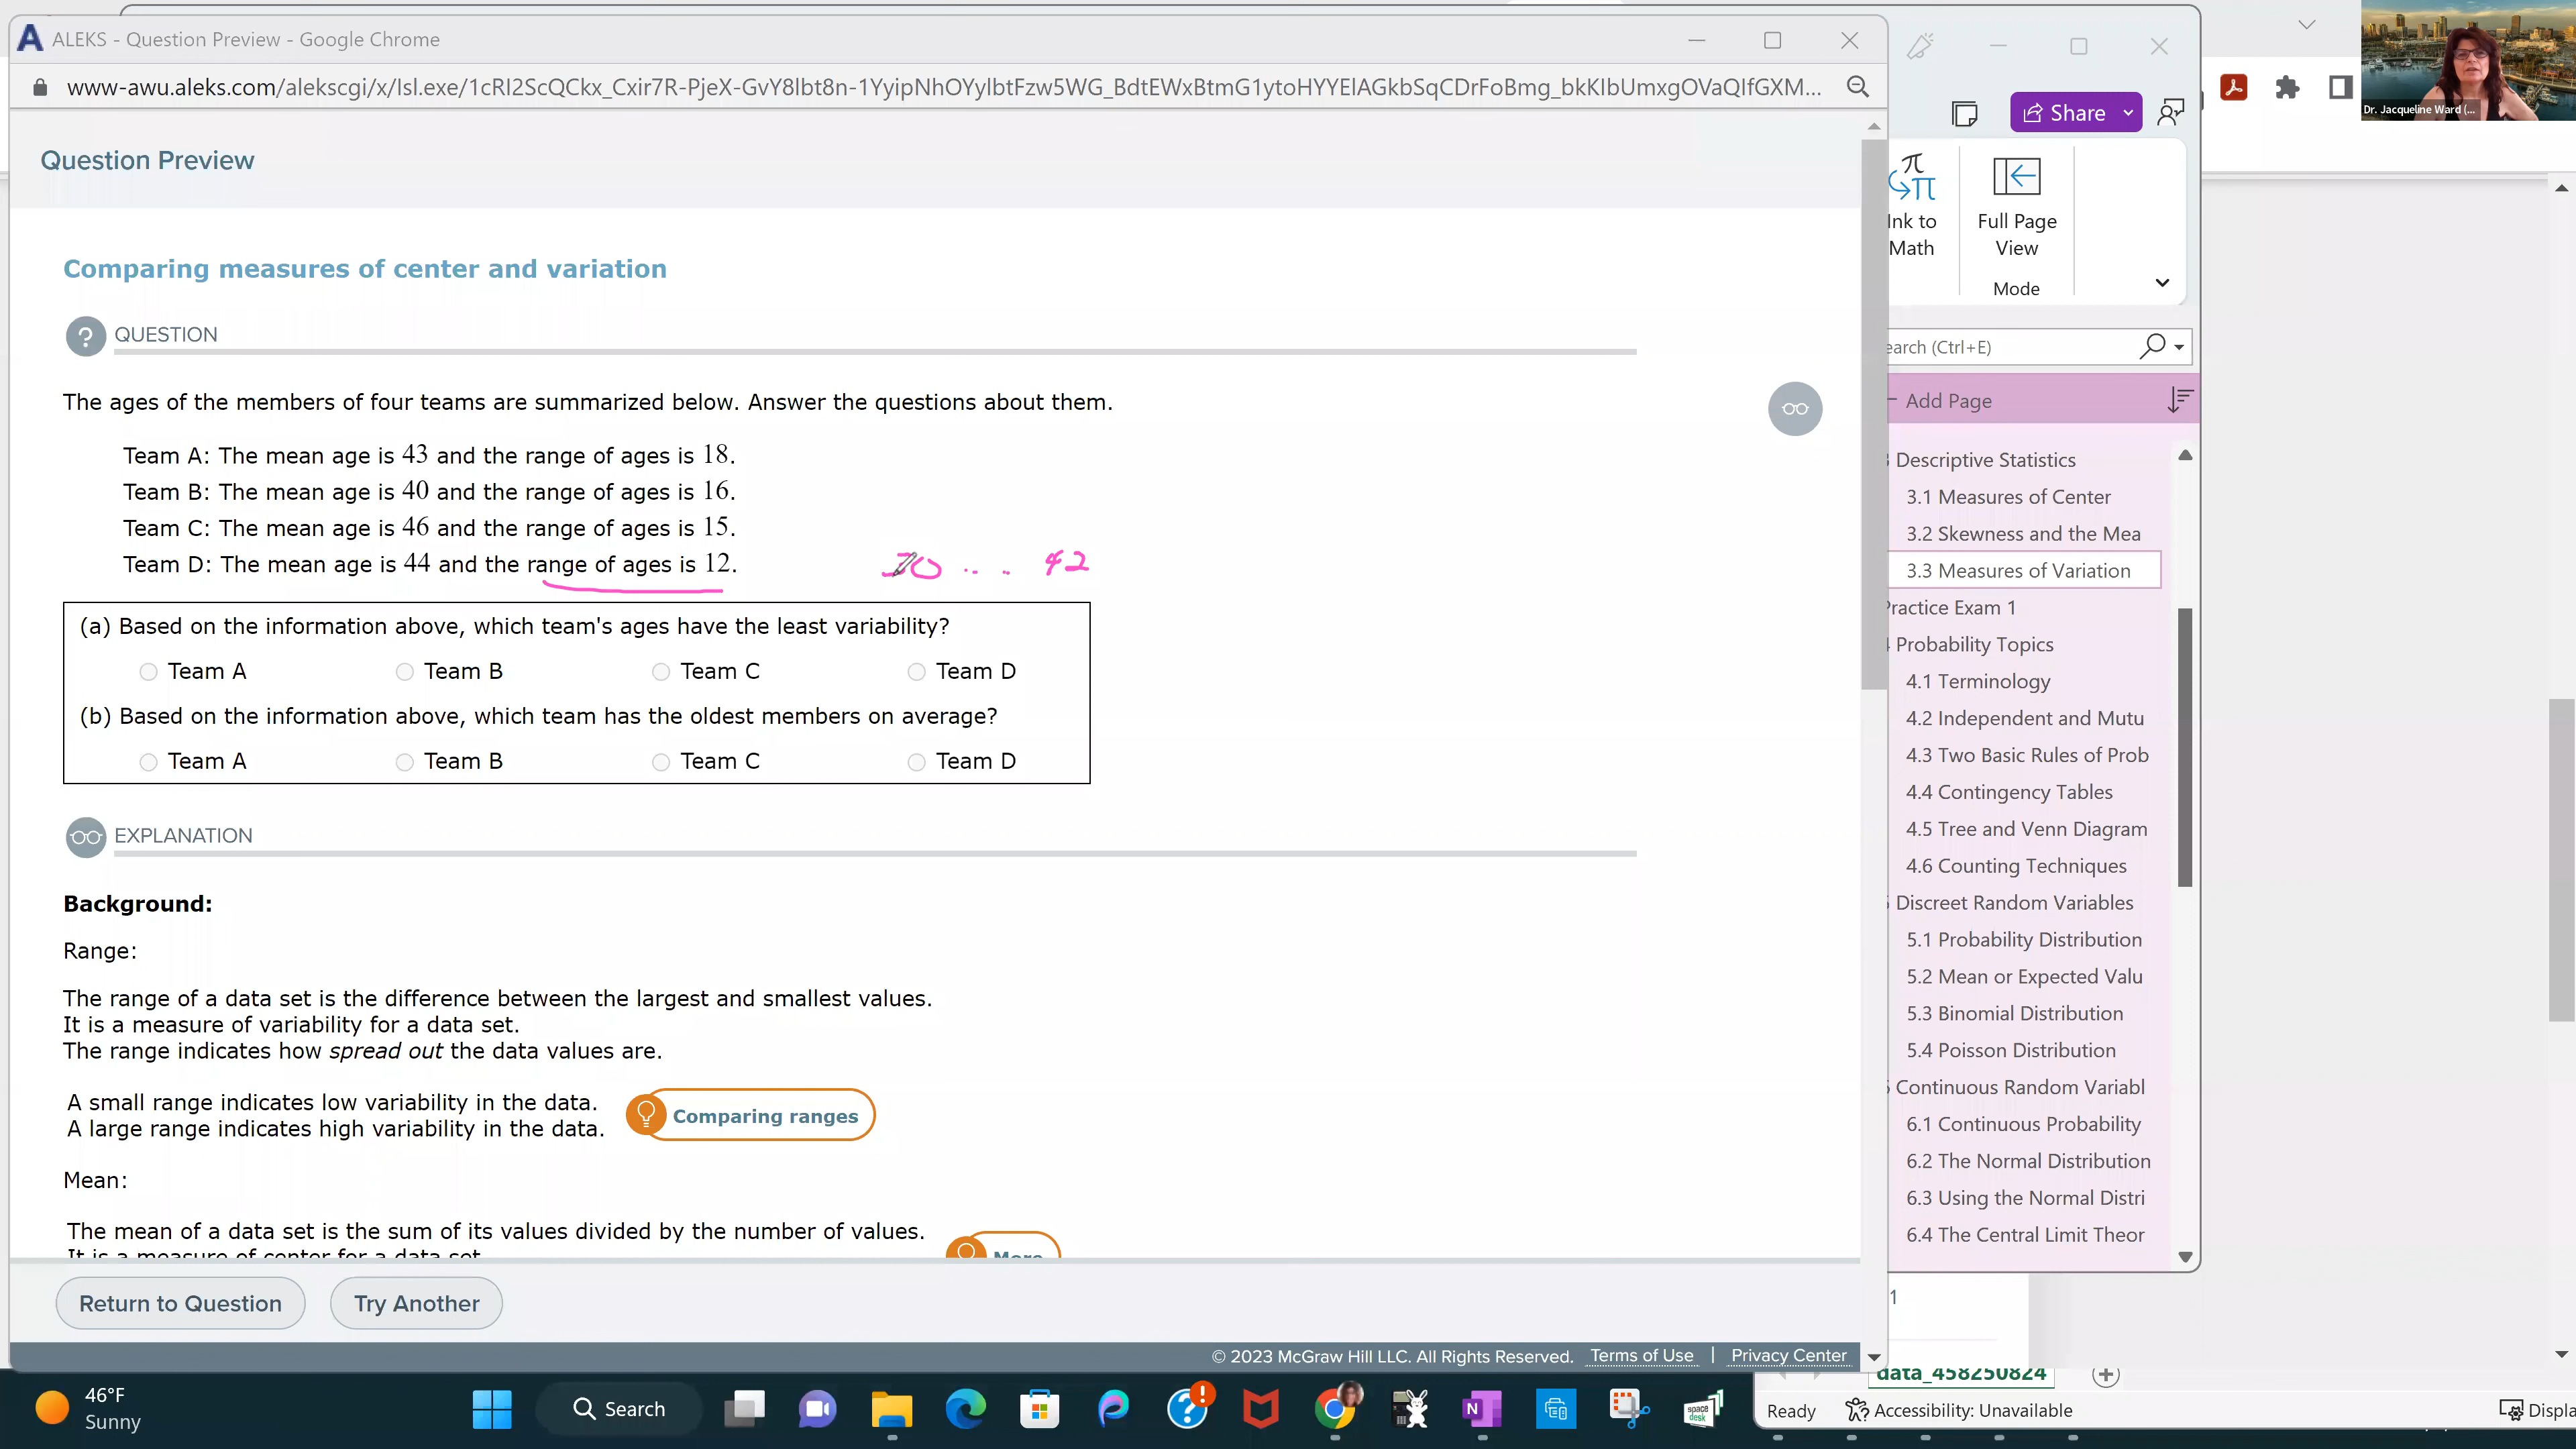 ALEKS - Question Preview - Google Chrome
Dr. Jacqueline Ward (...
Share
Question Preview
Ink to Math
Full Page View
Mode
Comparing measures of center and variation
QUESTION
earch (Ctrl+E)
The ages of the members of four teams are summarized below. Answer the questions about them.
Add Page
Team A: The mean age is 43 and the range of ages is 18.
Team B: The mean age is 40 and the range of ages is 16.
Team C: The mean age is 46 and the range of ages is 15.
Team D: The mean age is 44 and the range of ages is 12.
30 .. .. 42
(a) Based on the information above, which team's ages have the least variability?
Team A Team B Team C Team D
(b) Based on the information above, which team has the oldest members on average?
Team A Team B Team C Team D
EXPLANATION
Background:
Range:
The range of a data set is the difference between the largest and smallest values.
It is a measure of variability for a data set.
The range indicates how spread out the data values are.
A small range indicates low variability in the data.
A large range indicates high variability in the data.
Comparing ranges
Mean:
The mean of a data set is the sum of its values divided by the number of values.
It is a measure of center for a data set.
More
Return to Question
Try Another
© 2023 McGraw Hill LLC. All Rights Reserved. Terms of Use | Privacy Center
Descriptive Statistics
3.1 Measures of Center
3.2 Skewness and the Mea
3.3 Measures of Variation
Practice Exam 1
Probability Topics
4.1 Terminology
4.2 Independent and Mutu
4.3 Two Basic Rules of Prob
4.4 Contingency Tables
4.5 Tree and Venn Diagram
4.6 Counting Techniques
Discreet Random Variables
5.1 Probability Distribution
5.2 Mean or Expected Valu
5.3 Binomial Distribution
5.4 Poisson Distribution
Continuous Random Variabl
6.1 Continuous Probability
6.2 The Normal Distribution
6.3 Using the Normal Distri
6.4 The Central Limit Theor
1
data_458250824
Ready
Accessibility: Unavailable
Displa
46°F
Sunny
Search
space desk